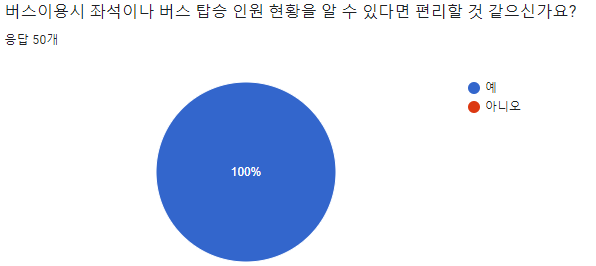 버스이용시 좌석이나 버스 탑승 인원 현황을 알 수 있다면 편리할 것 같으신가요?
응답 50개
예
아니오
100%